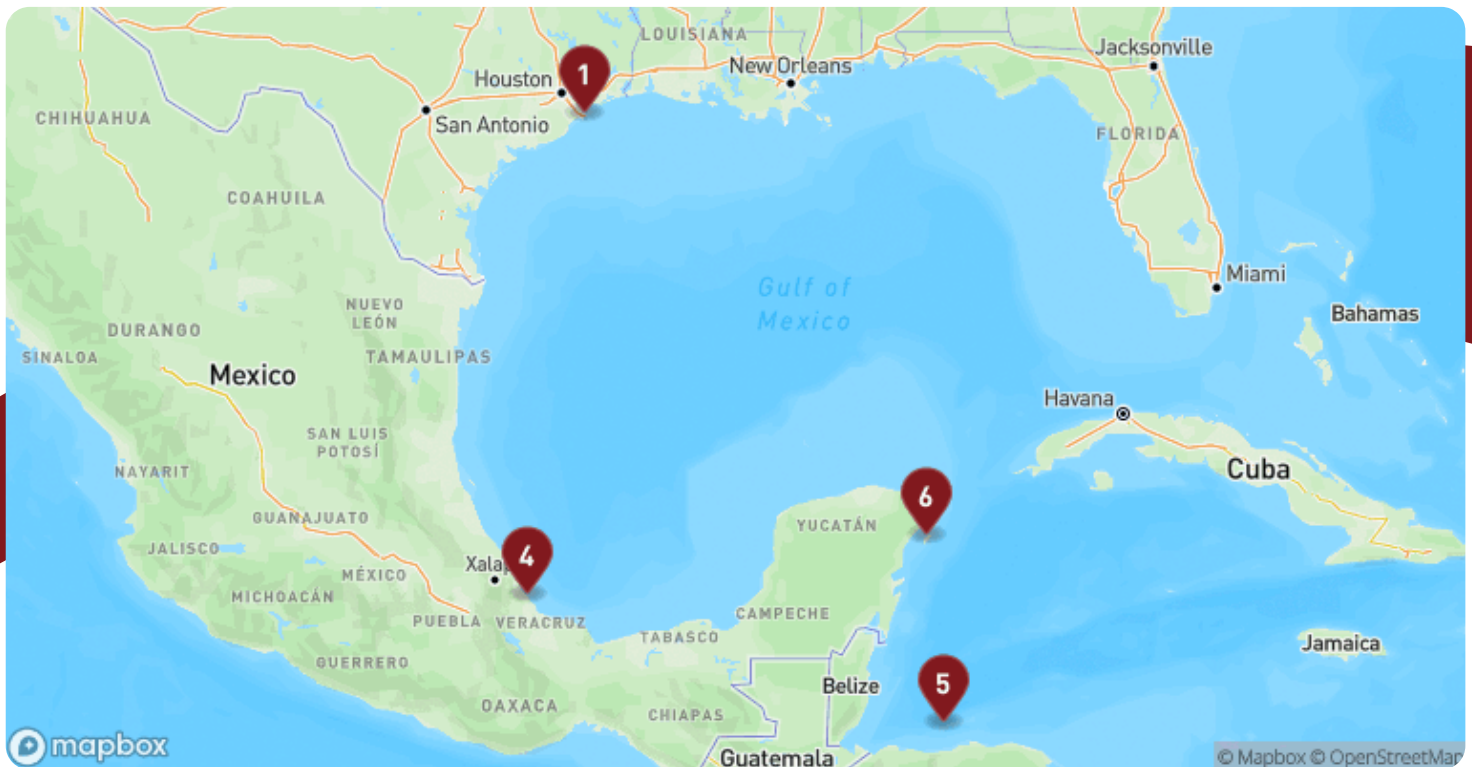 LOUISIANA
Jacksonville
New Orleans
Houston
1
CHIHUAHUA
San Antonio
FLORIDA
COAHUILA
Miami
Gulf of
Mexico
NUEVO
LEÓN
Bahamas
DURANGO
SINALOA
TAMAULIPAS
Mexico
Havana
SAN LUIS
POTOSÍ
NAYARIT
Cuba
6
GUANAJUATO
YUCATÁN
JALISCO
4
Xalap
MÉXICO
MICHOACÁN
PUEBLA
VERACRUZ
CAMPECHE
TABASCO
Jamaica
GUERRERO
5
Belize
OAXACA
CHIAPAS
mapbox
Guatemala
© Mapbox © OpenStreetMap